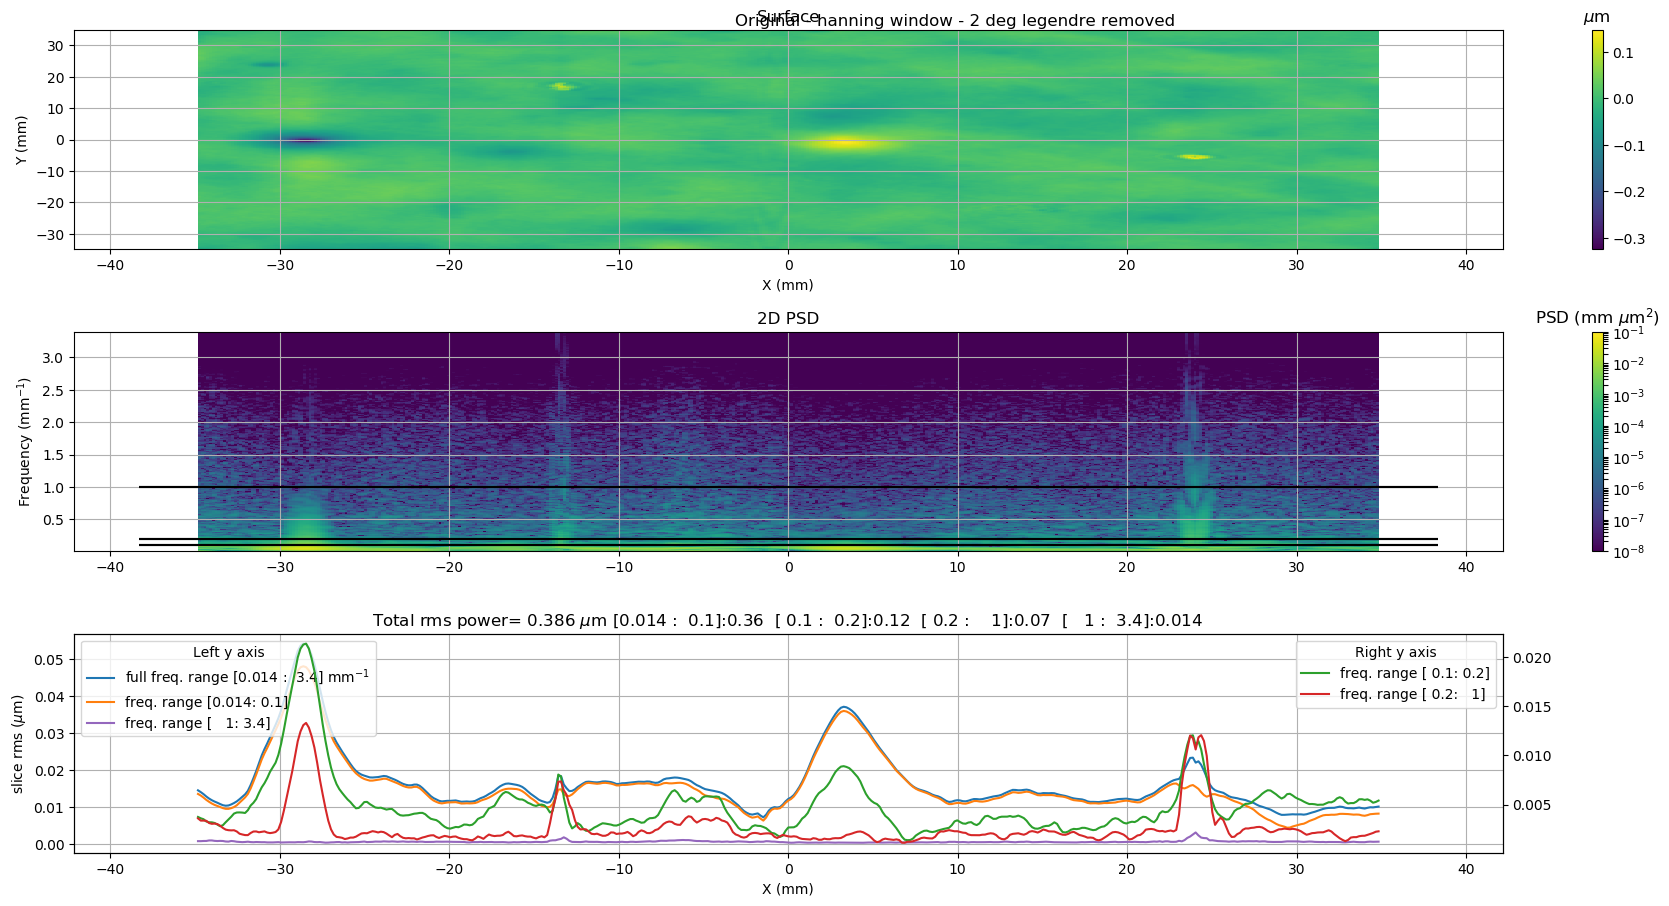 Surface
Original - hanning window - 2 deg legendre removed
μm
30
20
10
0
−10
−20
−30
Y (mm)
−40 −30 −20 −10 0 10 20 30 40
X (mm)
0.1
0.0
−0.1
−0.2
−0.3
2D PSD
PSD (mm μm²)
3.0
2.5
2.0
1.5
1.0
0.5
Frequency (mm⁻¹)
−40 −30 −20 −10 0 10 20 30 40
10⁻¹
10⁻²
10⁻³
10⁻⁴
10⁻⁵
10⁻⁶
10⁻⁷
10⁻⁸
Total rms power= 0.386 μm [0.014 : 0.1]:0.36 [ 0.1 : 0.2]:0.12 [ 0.2 : 1]:0.07 [ 1 : 3.4]:0.014
0.05
0.04
0.03
0.02
0.01
0.00
slice rms (μm)
Left y axis
full freq. range [0.014 : 3.4] mm⁻¹
freq. range [0.014: 0.1]
freq. range [ 1: 3.4]
Right y axis
freq. range [ 0.1: 0.2]
freq. range [ 0.2: 1]
0.020
0.015
0.010
0.005
−40 −30 −20 −10 0 10 20 30 40
X (mm)